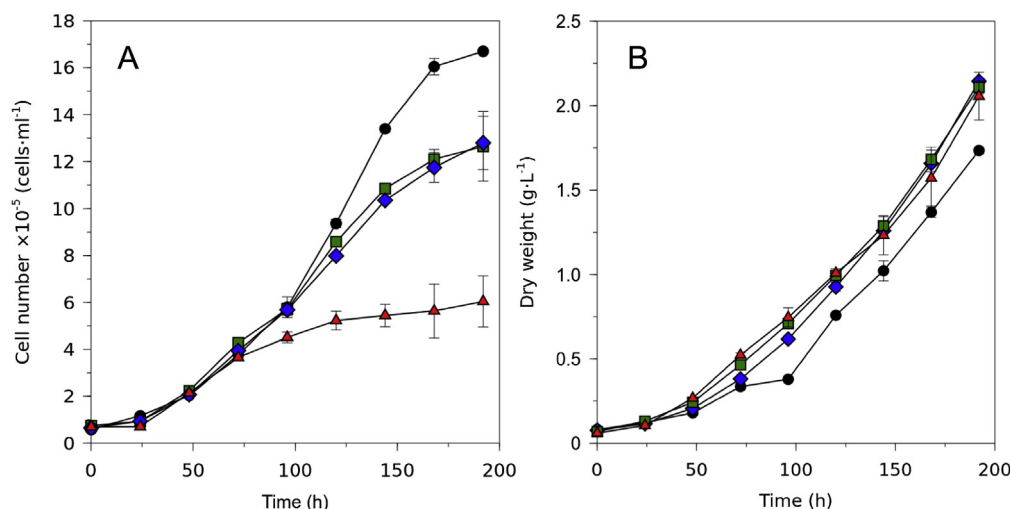 A
Cell number ×10⁻⁵ (cells·ml⁻¹)
18
16
14
12
10
8
6
4
2
0
0 50 100 150 200
Time (h)
B
Dry weight (g·L⁻¹)
2.5
2.0
1.5
1.0
0.5
0
0 50 100 150 200
Time (h)